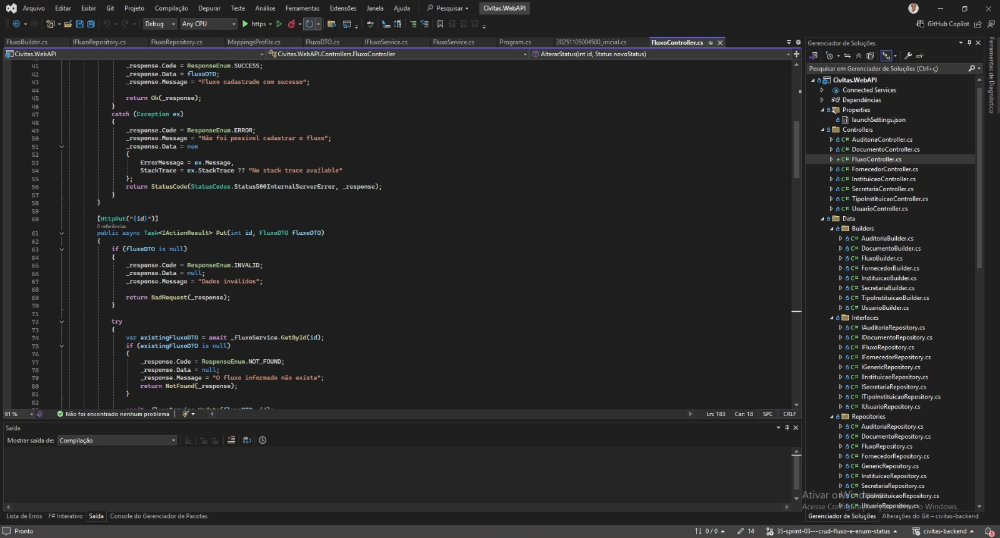 Arquivo Editar Exibir Git Projeto Compilação Depurar Teste Análise Ferramentas Extensões Janela Ajuda Pesquisar Civitas.WebAPI
Debug Any CPU https GitHub Copilot
FluxoBuilder.cs IFluxoRepository.cs FluxoRepository.cs MappingsProfile.cs FluxoDTO.cs IFluxoService.cs FluxoService.cs Program.cs 20251105004500_inicial.cs FluxoController.cs
Civitas.WebAPI Civitas.WebAPI.Controllers.FluxoController AlterarStatus(int id, Status novoStatus)
41 _response.Code = ResponseEnum.SUCCESS;
42 _response.Data = fluxoDTO;
43 _response.Message = "Fluxo cadastrado com sucesso";
44
45 return Ok(_response);
46 }
47 catch (Exception ex)
48 {
49 _response.Code = ResponseEnum.ERROR;
50 _response.Message = "Não foi possível cadastrar o fluxo";
51 _response.Data = new
52 {
53 ErrorMessage = ex.Message,
54 StackTrace = ex.StackTrace ?? "No stack trace available"
55 };
56 return StatusCode(StatusCodes.Status500InternalServerError, _response);
57 }
58 }
59
60 [HttpPut("{id}")]
0 referências
61 public async Task<IActionResult> Put(int id, FluxoDTO fluxoDTO)
62 {
63 if (fluxoDTO is null)
64 {
65 _response.Code = ResponseEnum.INVALID;
66 _response.Data = null;
67 _response.Message = "Dados inválidos";
68
69 return BadRequest(_response);
70 }
71
72 try
73 {
74 var existingFluxoDTO = await _fluxoService.GetById(id);
75 if (existingFluxoDTO is null)
76 {
77 _response.Code = ResponseEnum.NOT_FOUND;
78 _response.Data = null;
79 _response.Message = "O fluxo informado não existe";
80 return NotFound(_response);
81 }
82
91 % Não foi encontrado nenhum problema Ln: 183 Car: 18 SPC CRLF
Saída
Mostrar saída de: Compilação
Lista de Erros F# Interativo Saída Console do Gerenciador de Pacotes
Gerenciador de Soluções
Pesquisar em Gerenciador de Soluções (Ctrl+ç)
Civitas.WebAPI
Connected Services
Dependências
Properties
launchSettings.json
Controllers
C# AuditoriaController.cs
C# DocumentoController.cs
+ C# FluxoController.cs
C# FornecedorController.cs
C# InstituicaoController.cs
C# SecretariaController.cs
C# TipoInstituicaoController.cs
C# UsuarioController.cs
Data
Builders
C# AuditoriaBuilder.cs
C# DocumentoBuilder.cs
C# FluxoBuilder.cs
C# FornecedorBuilder.cs
C# InstituicaoBuilder.cs
C# SecretariaBuilder.cs
C# TipoInstituicaoBuilder.cs
C# UsuarioBuilder.cs
Interfaces
C# IAuditoriaRepository.cs
C# IDocumentoRepository.cs
C# IFluxoRepository.cs
C# IFornecedorRepository.cs
C# IGenericRepository.cs
C# IInstituicaoRepository.cs
C# ISecretariaRepository.cs
C# ITipoInstituicaoRepository.cs
C# IUsuarioRepository.cs
Repositories
C# AuditoriaRepository.cs
C# DocumentoRepository.cs
C# FluxoRepository.cs
C# FornecedorRepository.cs
C# GenericRepository.cs
C# InstituicaoRepository.cs
C# SecretariaRepository.cs
C# TipoInstituicaoRepository.cs
C# UsuarioRepository.cs
Ativar o Windows
Acesse Configurações para ativar o Windows.
Gerenciador de Soluções Alterações do Git – civitas-backend
Ferramentas de Diagnóstico
Pronto 0 / 0 14 35-sprint-03---crud-fluxo-e-enum-status civitas-backend 1